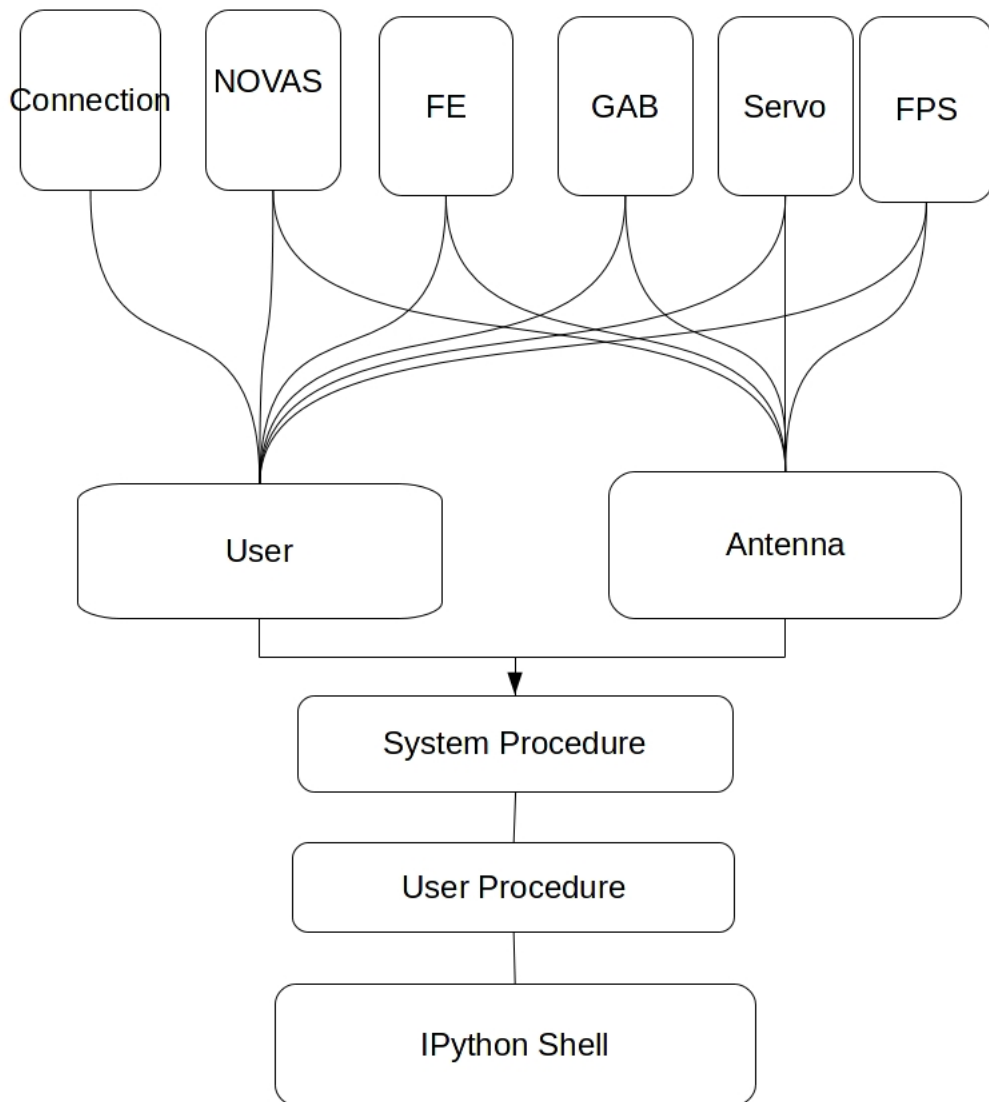 Connection
NOVAS
FE
GAB
Servo
FPS
User
Antenna
System Procedure
User Procedure
IPython Shell